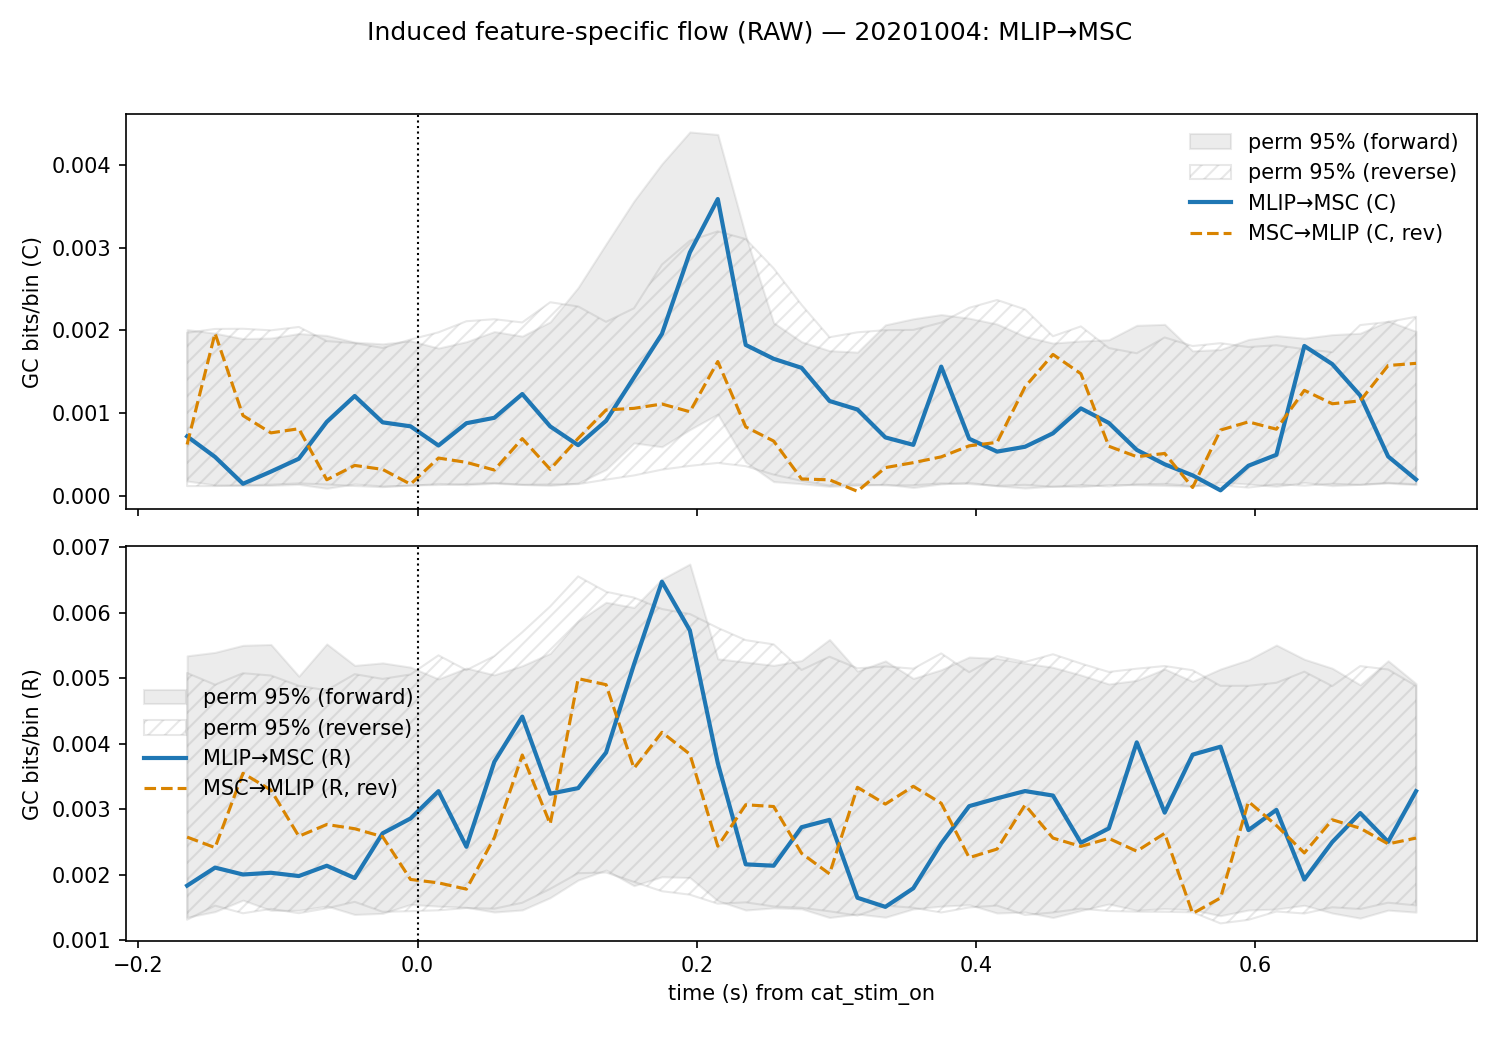 Induced feature-specific flow (RAW) — 20201004: MLIP→MSC
GC bits/bin (C)
0.004
0.003
0.002
0.001
0.000
perm 95% (forward)
perm 95% (reverse)
MLIP→MSC (C)
MSC→MLIP (C, rev)
GC bits/bin (R)
0.007
0.006
0.005
0.004
0.003
0.002
0.001
perm 95% (forward)
perm 95% (reverse)
MLIP→MSC (R)
MSC→MLIP (R, rev)
−0.2 0.0 0.2 0.4 0.6
time (s) from cat_stim_on